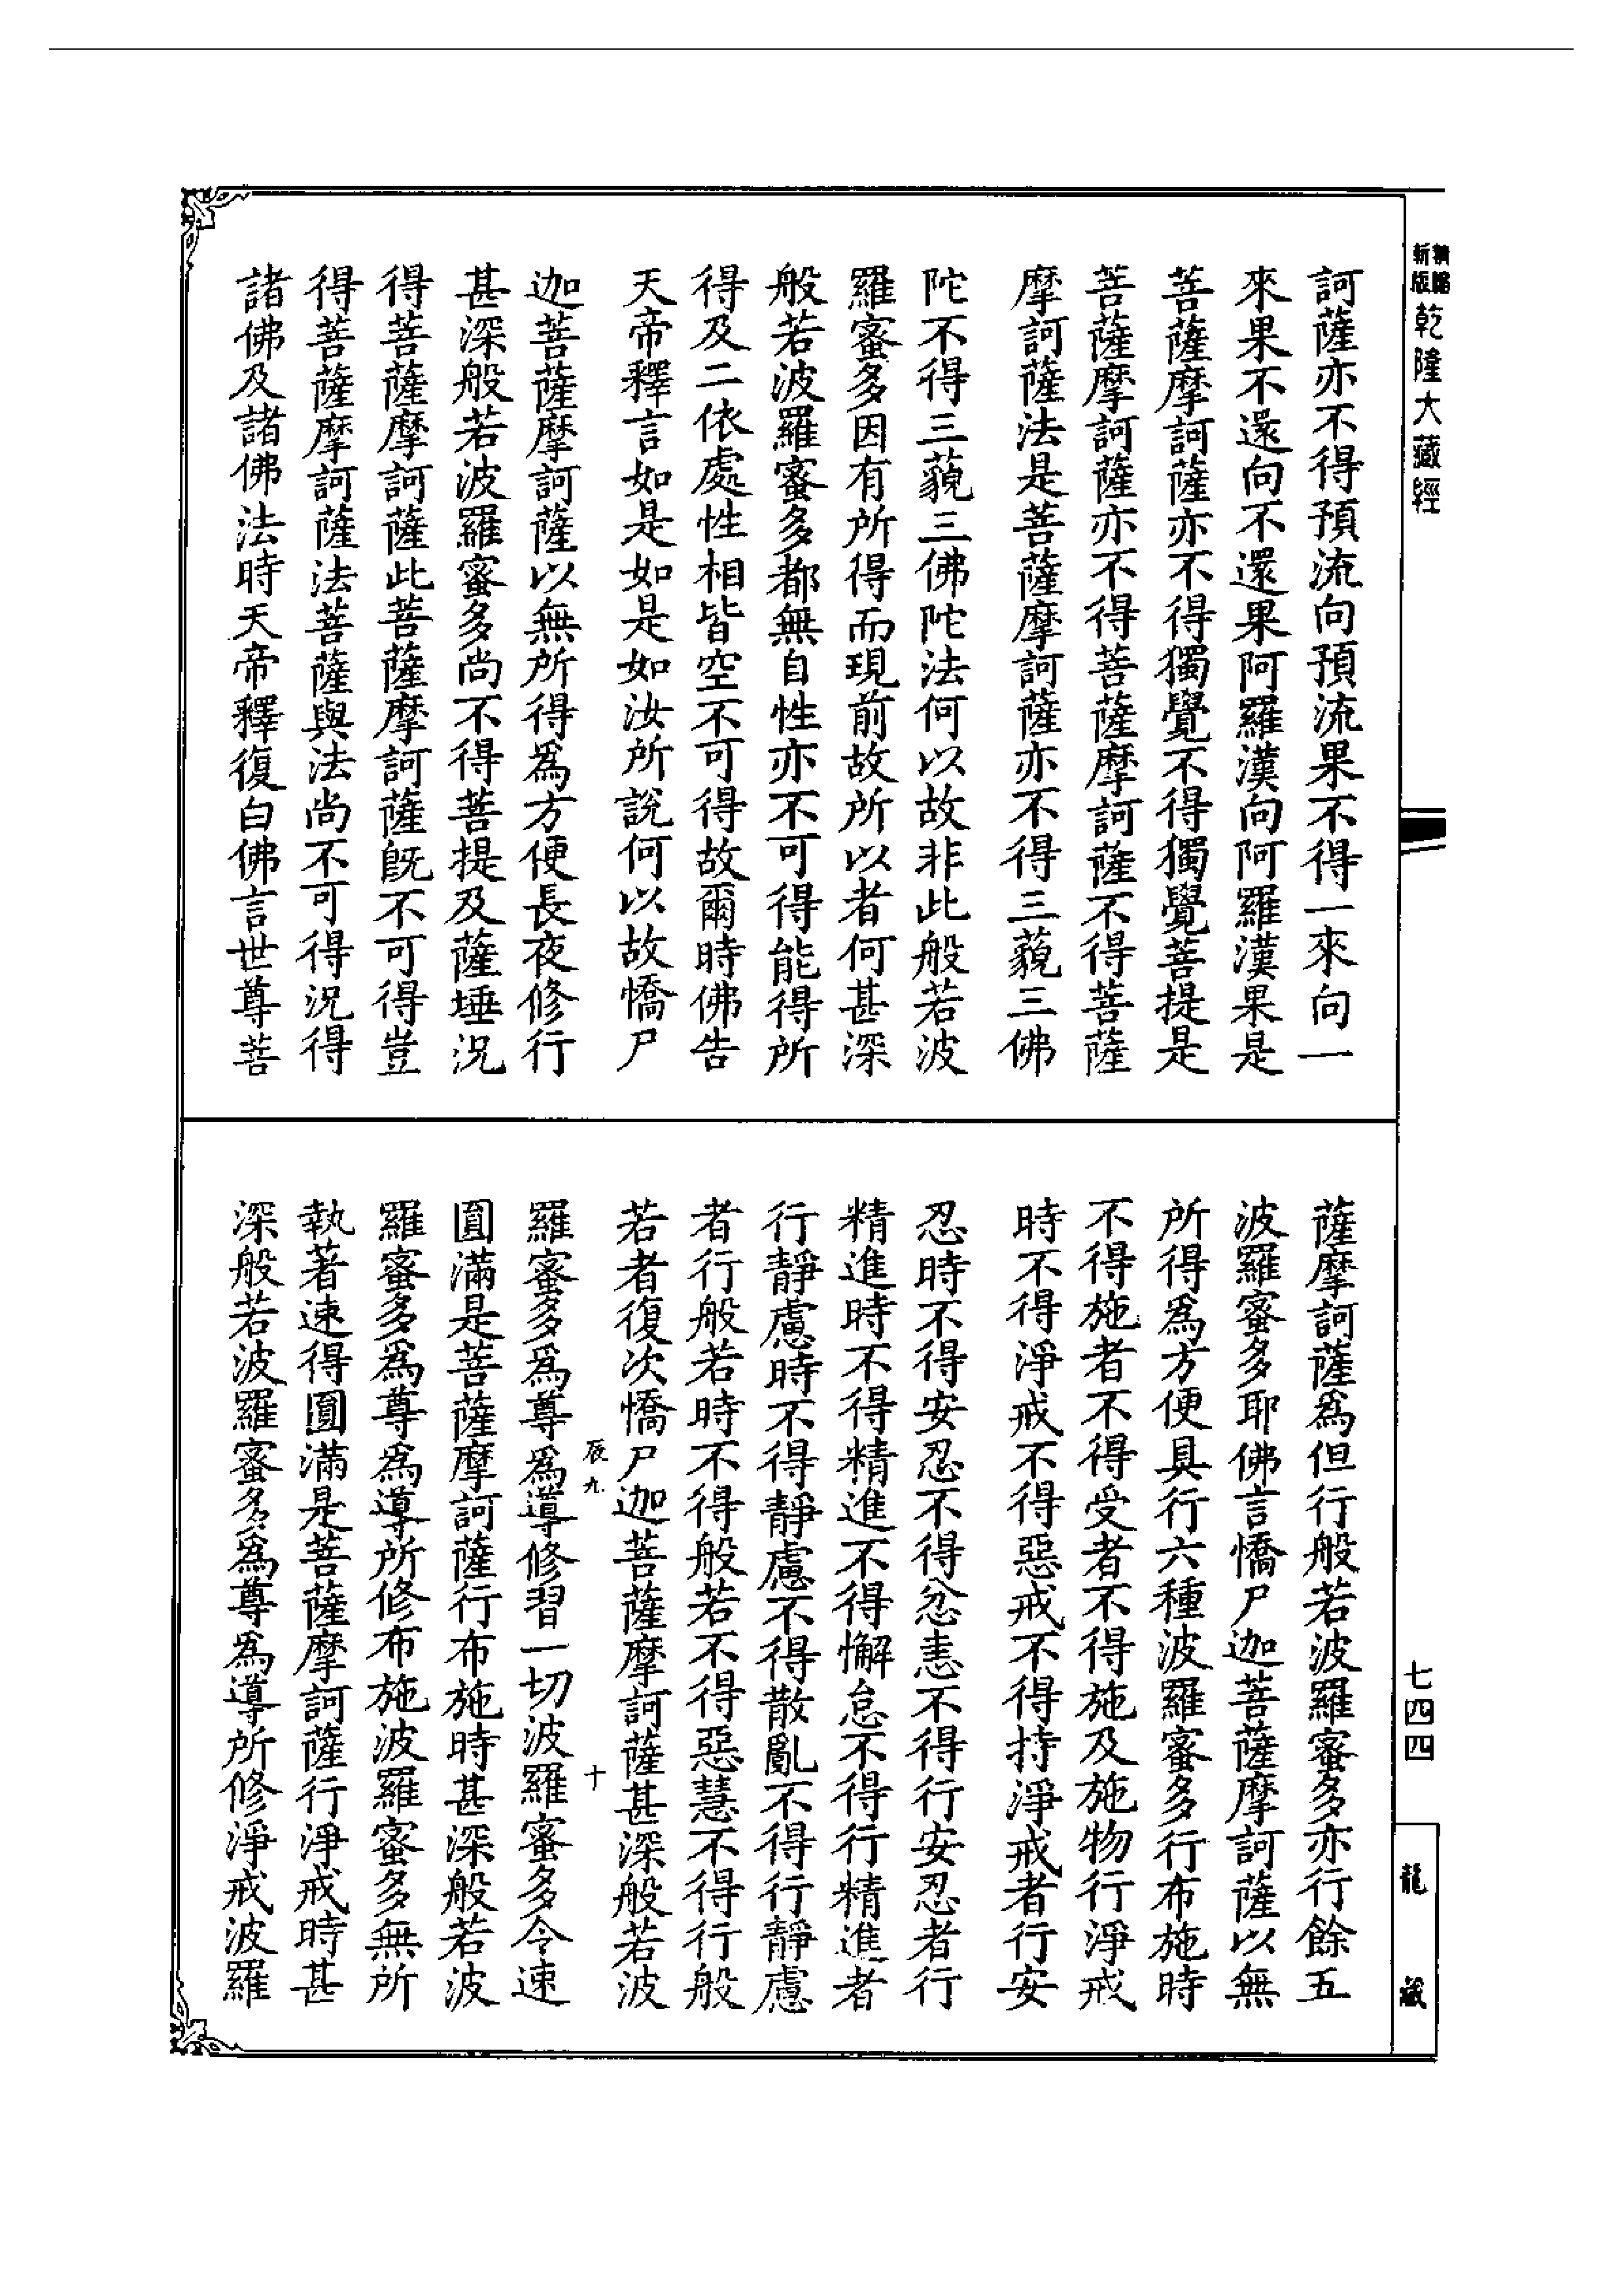 精縮新版乾隆大藏經
訶薩亦不得預流向預流果不得一來向一
來果不還向不還果阿羅漢向阿羅漢果是
菩薩摩訶薩亦不得獨覺不得獨覺菩提是
菩薩摩訶薩亦不得菩薩摩訶薩不得菩薩
摩訶薩法是菩薩摩訶薩亦不得三藐三佛
陀不得三藐三佛陀法何以故非此般若波
羅蜜多因有所得而現前故所以者何甚深
般若波羅蜜多都無自性亦不可得能得所
得及二依處性相皆空不可得故爾時佛告
天帝釋言如是如是如汝所說何以故憍尸
迦菩薩摩訶薩以無所得爲方便長夜修行
甚深般若波羅蜜多尚不得菩提及薩埵況
得菩薩摩訶薩此菩薩摩訶薩旣不可得豈
得菩薩摩訶薩法菩薩與法尚不可得況得
諸佛及諸佛法時天帝釋復白佛言世尊菩
薩摩訶薩爲但行般若波羅蜜多亦行餘五
波羅蜜多耶佛言憍尸迦菩薩摩訶薩以無
所得爲方便具行六種波羅蜜多行布施時
不得施者不得受者不得施及施物行淨戒
時不得淨戒不得惡戒不得持淨戒者行安
忍時不得安忍不得忿恚不得行安忍者行
精進時不得精進不得懈怠不得行精進者
行靜慮時不得靜慮不得散亂不得行靜慮
者行般若時不得般若不得惡慧不得行般
若者復次憍尸迦菩薩摩訶薩甚深般若波
辰九 十
羅蜜多爲尊爲導修習一切波羅蜜多令速
圓滿是菩薩摩訶薩行布施時甚深般若波
羅蜜多爲尊爲導所修布施波羅蜜多無所
執著速得圓滿是菩薩摩訶薩行淨戒時甚
深般若波羅蜜多爲尊爲導所修淨戒波羅
七四四
龍藏